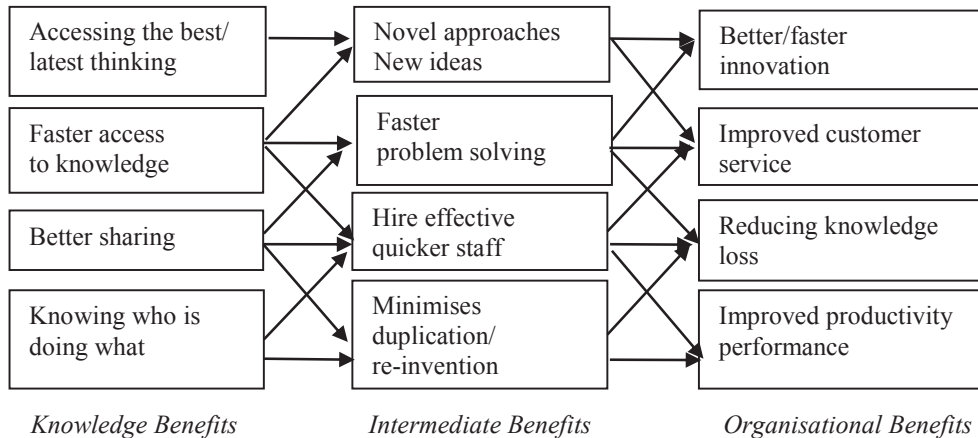 Accessing the best/
latest thinking
Faster access
to knowledge
Better sharing
Knowing who is
doing what
Knowledge Benefits
Novel approaches
New ideas
Faster
problem solving
Hire effective
quicker staff
Minimises
duplication/
re-invention
Intermediate Benefits
Better/faster
innovation
Improved customer
service
Reducing knowledge
loss
Improved productivity
performance
Organisational Benefits